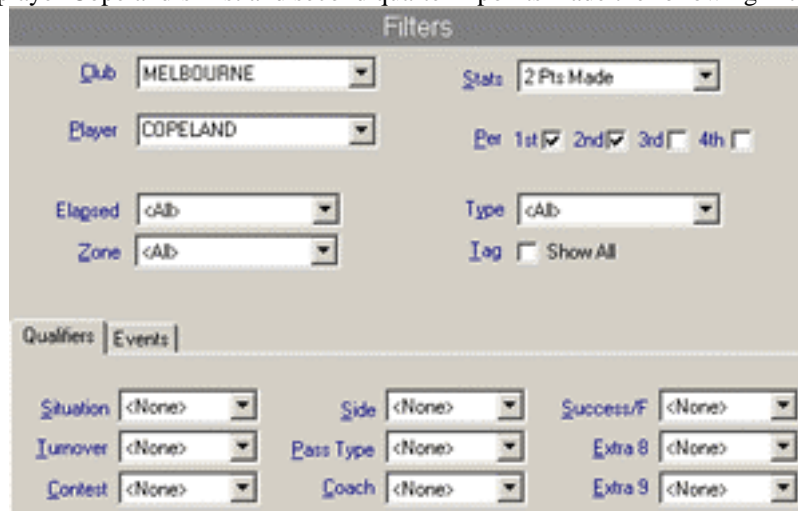 Filters
Club MELBOURNE Stats 2 Pts Made
Player COPELAND Per 1st 2nd 3rd 4th
Elapsed <All> Type <All>
Zone <All> Tag Show All
Qualifiers Events
Situation <None> Side <None> Success/F <None>
Turnover <None> Pass Type <None> Extra 8 <None>
Contest <None> Coach <None> Extra 9 <None>